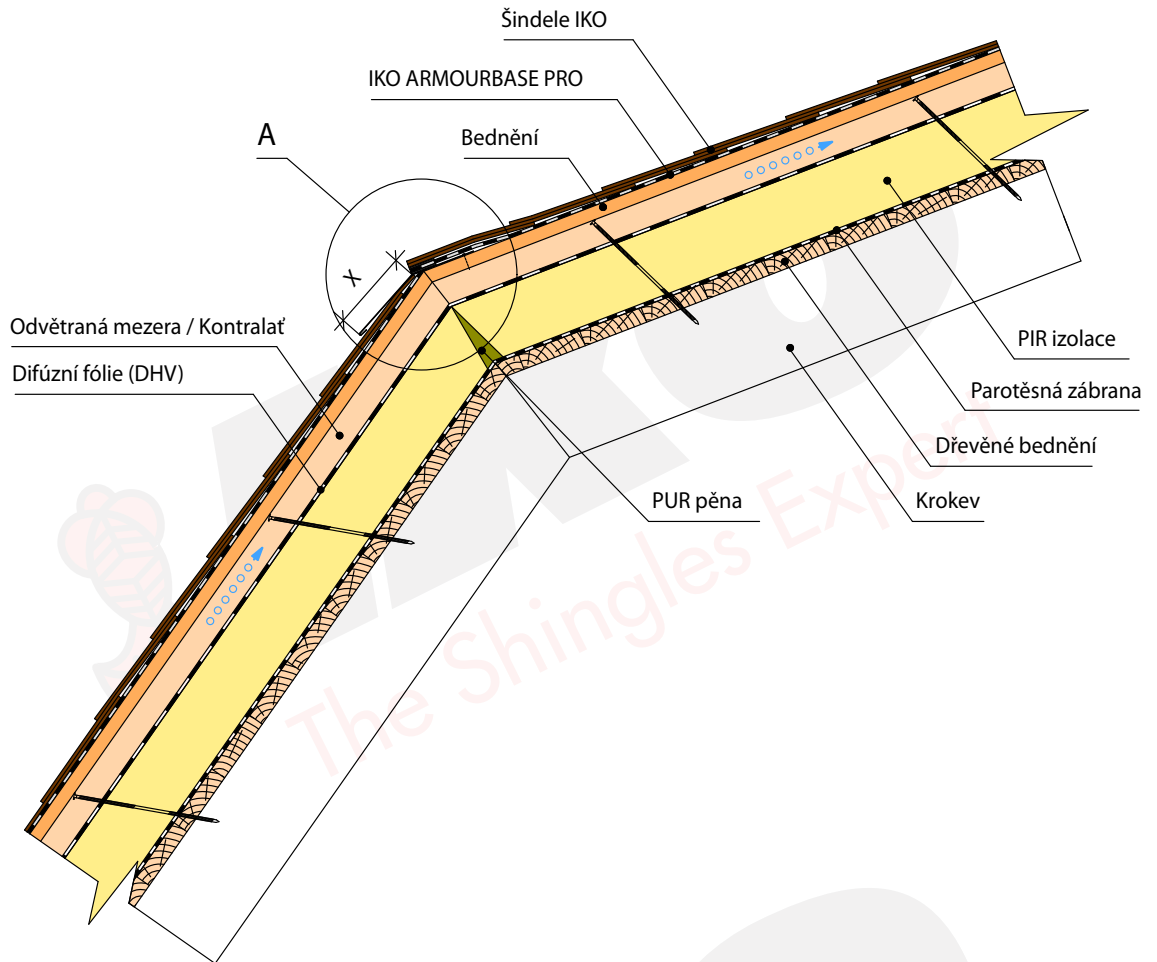 Šindele IKO
IKO ARMOURBASE PRO
A
Bednění
X
Odvětraná mezera / Kontralať
Difúzní fólie (DHV)
PIR izolace
Parotěsná zábrana
Dřevěné bednění
PUR pěna
Krokev
IKO
The Shingles Expert